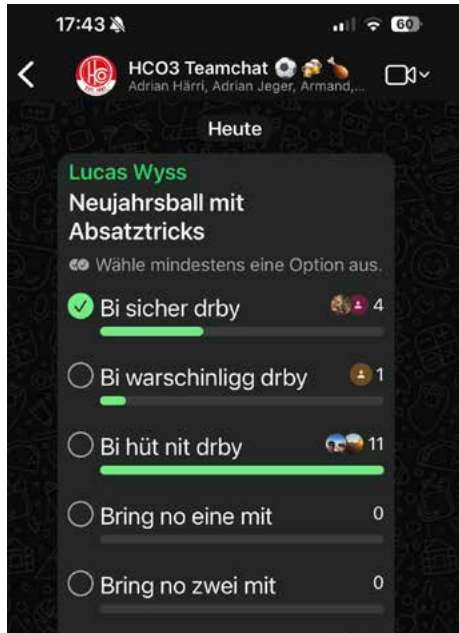 17:43
60
HCO3 Teamchat ⚽🍻🍗
Adrian Härri, Adrian Jeger, Armand,...
Heute
Lucas Wyss
Neujahrsball mit
Absatztricks
Wähle mindestens eine Option aus.
Bi sicher drby 4
Bi warschinligg drby 1
Bi hüt nit drby 11
Bring no eine mit 0
Bring no zwei mit 0